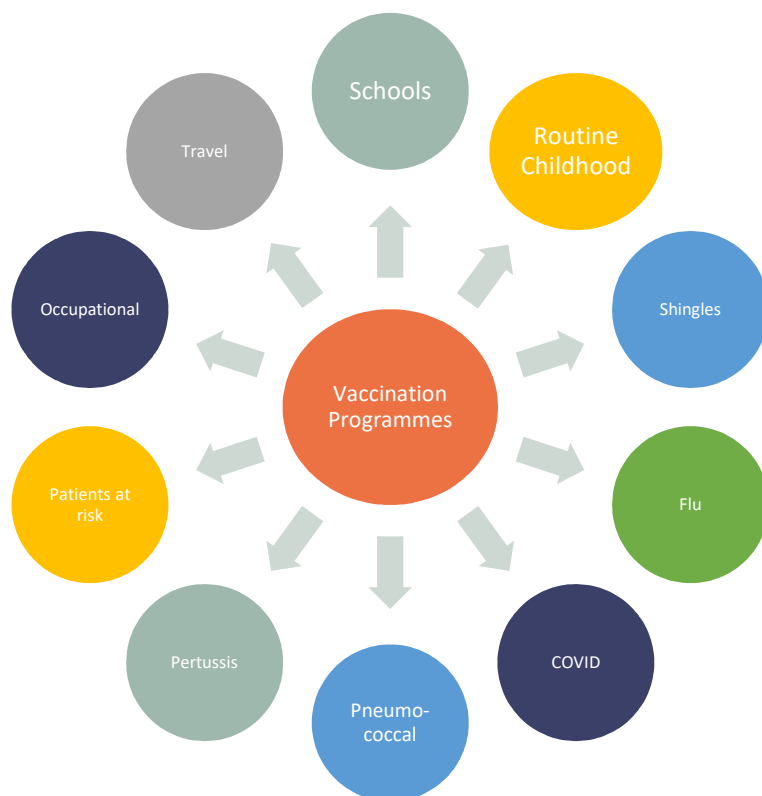 Schools
Routine
Childhood
Shingles
Flu
COVID
Pneumo-
coccal
Pertussis
Patients at
risk
Occupational
Travel
Vaccination
Programmes